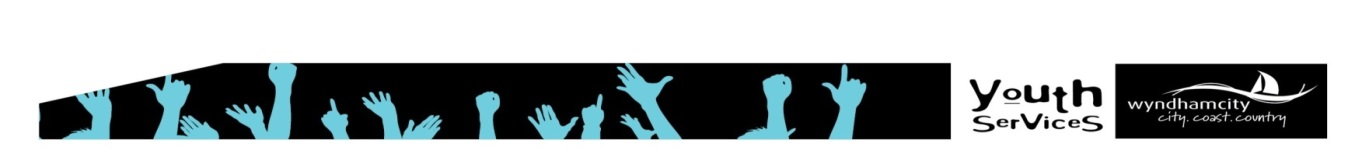 Youth
SerViceS
wyndhamcity
city. coast. country